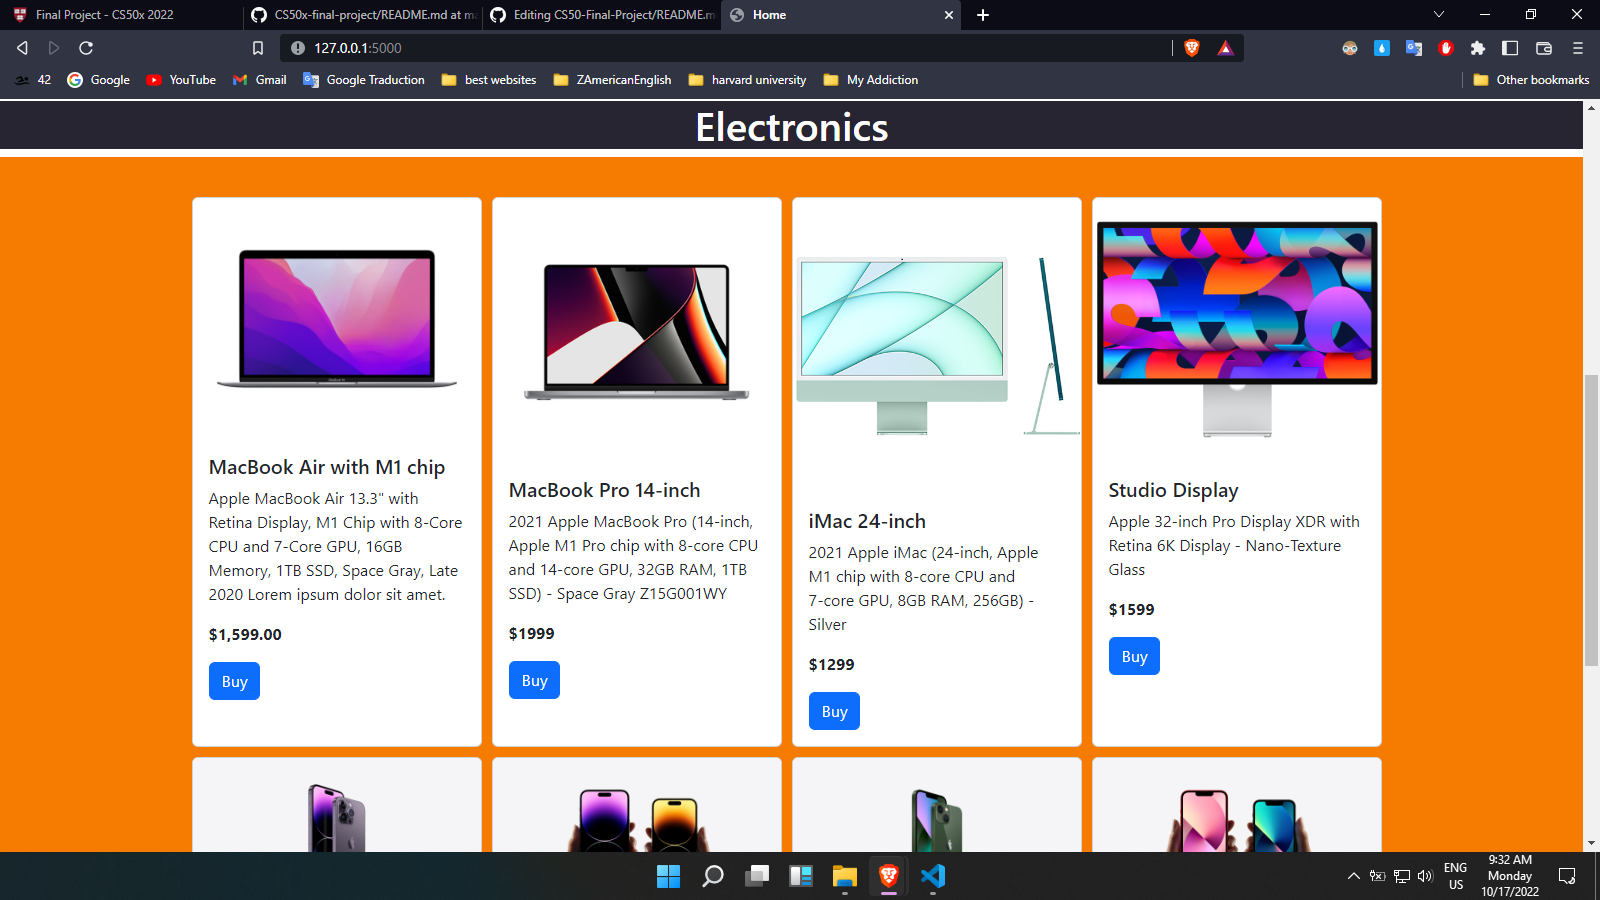 Final Project - CS50x 2022
CS50x-final-project/README.md at ma
Editing CS50-Final-Project/README.m
Home
127.0.0.1:5000
42
Google
YouTube
Gmail
Google Traduction
best websites
ZAmericanEnglish
harvard university
My Addiction
Other bookmarks
Electronics
MacBook Air with M1 chip
Apple MacBook Air 13.3" with
Retina Display, M1 Chip with 8-Core
CPU and 7-Core GPU, 16GB
Memory, 1TB SSD, Space Gray, Late
2020 Lorem ipsum dolor sit amet.
$1,599.00
Buy
MacBook Pro 14-inch
2021 Apple MacBook Pro (14-inch,
Apple M1 Pro chip with 8-core CPU
and 14-core GPU, 32GB RAM, 1TB
SSD) - Space Gray Z15G001WY
$1999
Buy
iMac 24-inch
2021 Apple iMac (24-inch, Apple
M1 chip with 8-core CPU and
7-core GPU, 8GB RAM, 256GB) -
Silver
$1299
Buy
Studio Display
Apple 32-inch Pro Display XDR with
Retina 6K Display - Nano-Texture
Glass
$1599
Buy
ENG
US
9:32 AM
Monday
10/17/2022